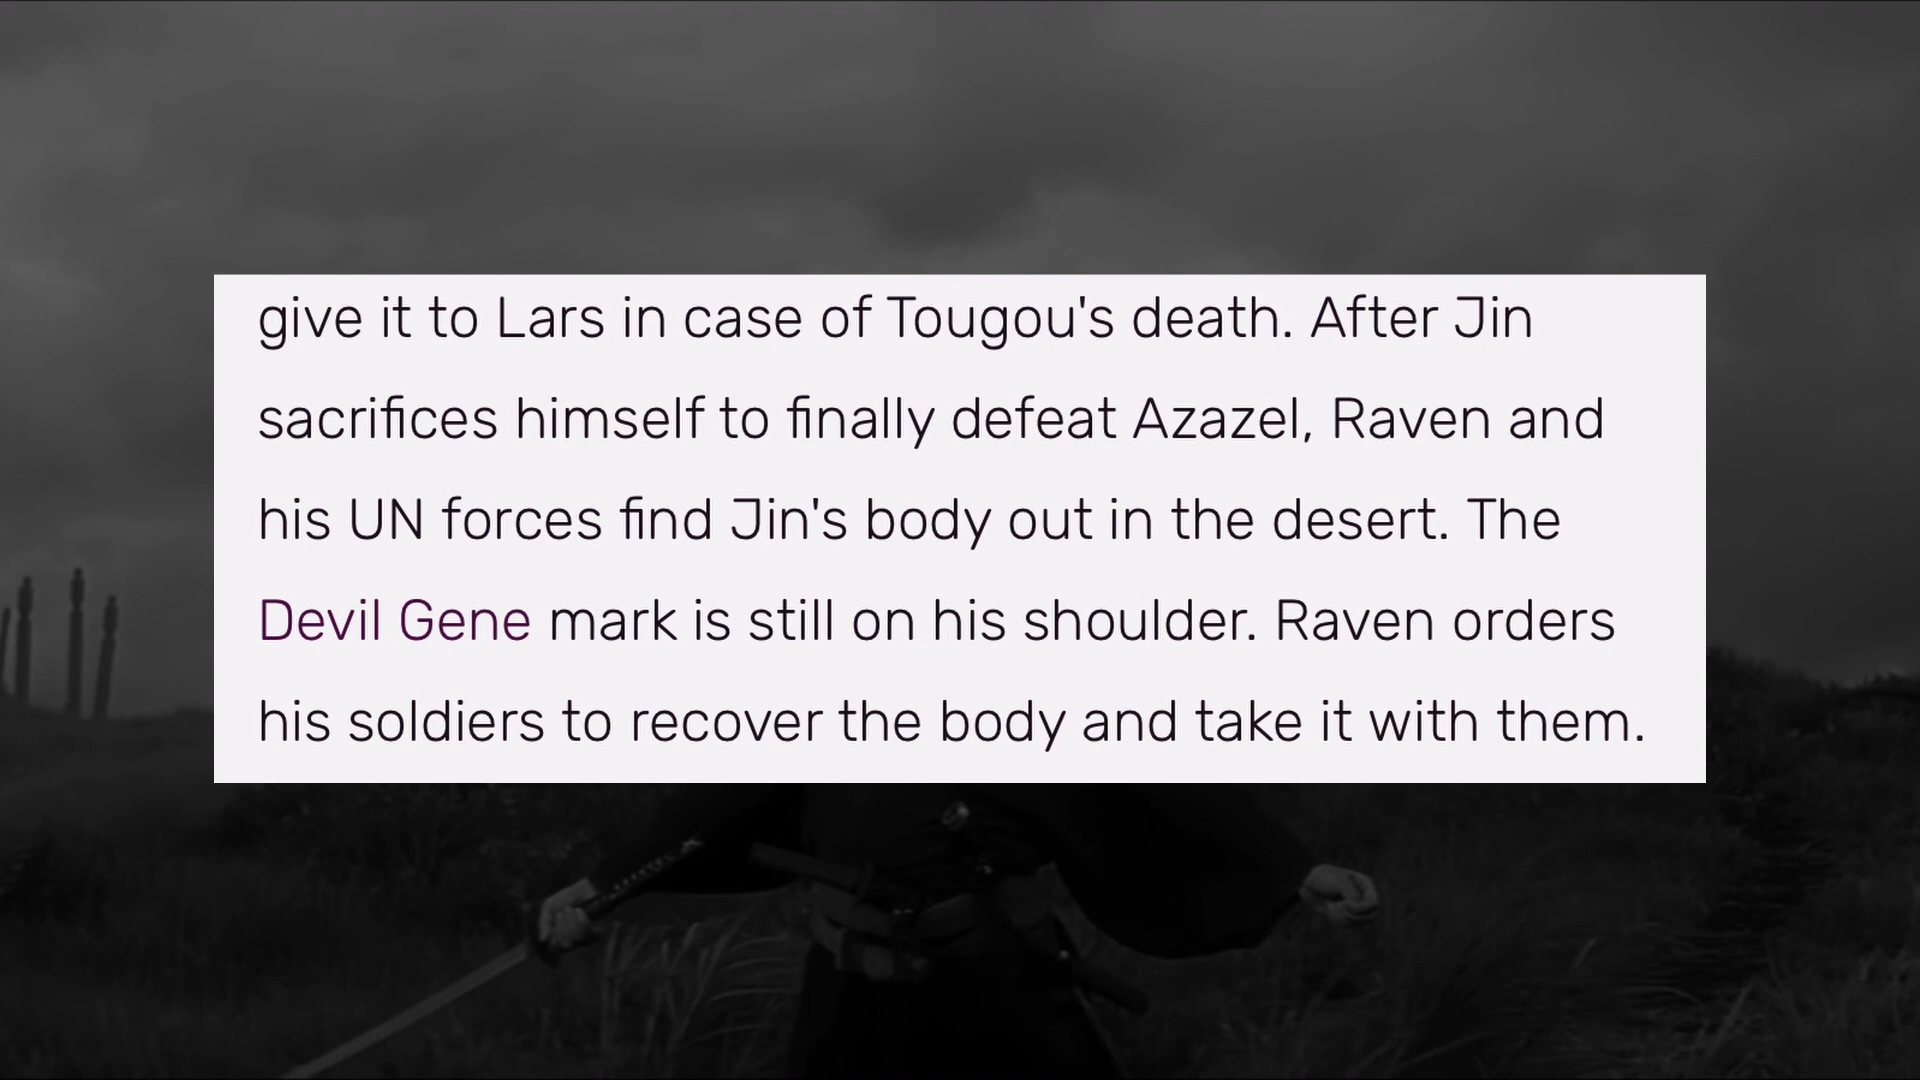 give it to Lars in case of Tougou's death. After Jin
sacrifices himself to finally defeat Azazel, Raven and
his UN forces find Jin's body out in the desert. The
Devil Gene mark is still on his shoulder. Raven orders
his soldiers to recover the body and take it with them.